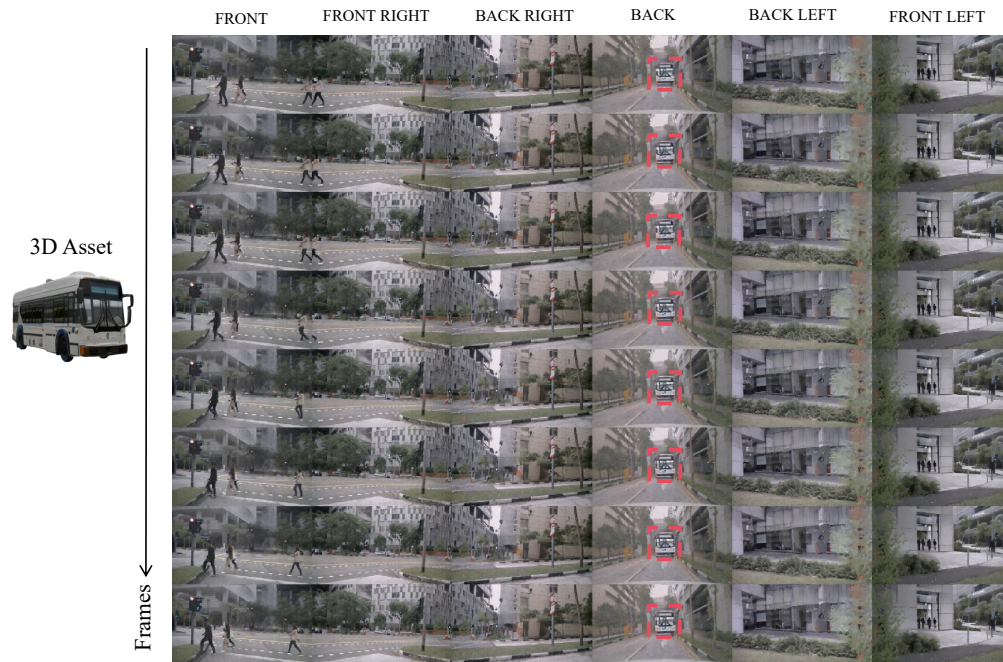 FRONT
FRONT RIGHT
BACK RIGHT
BACK
BACK LEFT
FRONT LEFT
3D Asset
Frames